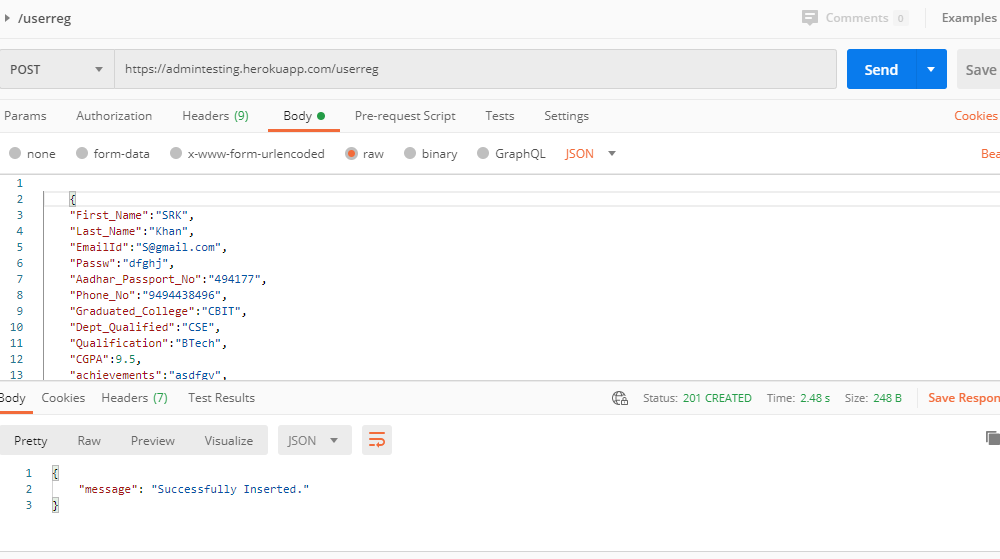 /userreg Comments 0 Examples
POST https://admintesting.herokuapp.com/userreg Send Save
Params Authorization Headers (9) Body Pre-request Script Tests Settings Cookies
none form-data x-www-form-urlencoded raw binary GraphQL JSON Bea
1
2 {
3 "First_Name":"SRK",
4 "Last_Name":"Khan",
5 "EmailId":"S@gmail.com",
6 "Passw":"dfghj",
7 "Aadhar_Passport_No":"494177",
8 "Phone_No":"9494438496",
9 "Graduated_College":"CBIT",
10 "Dept_Qualified":"CSE",
11 "Qualification":"BTech",
12 "CGPA":9.5,
13 "achievements":"asdfgv",
Body Cookies Headers (7) Test Results Status: 201 CREATED Time: 2.48 s Size: 248 B Save Respon
Pretty Raw Preview Visualize JSON
1 {
2 "message": "Successfully Inserted."
3 }